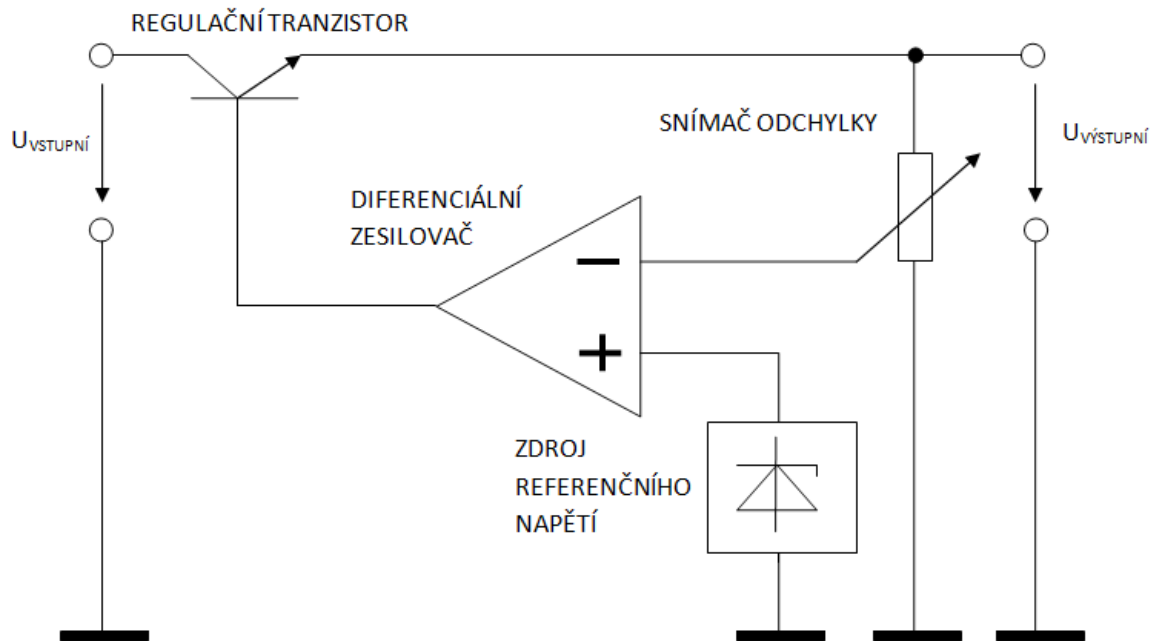 REGULAČNÍ TRANZISTOR
SNÍMAČ ODCHYLKY
UVSTUPNÍ
UVÝSTUPNÍ
DIFERENCIÁLNÍ
ZESILOVAČ
−
+
ZDROJ
REFERENČNÍHO
NAPĚTÍ